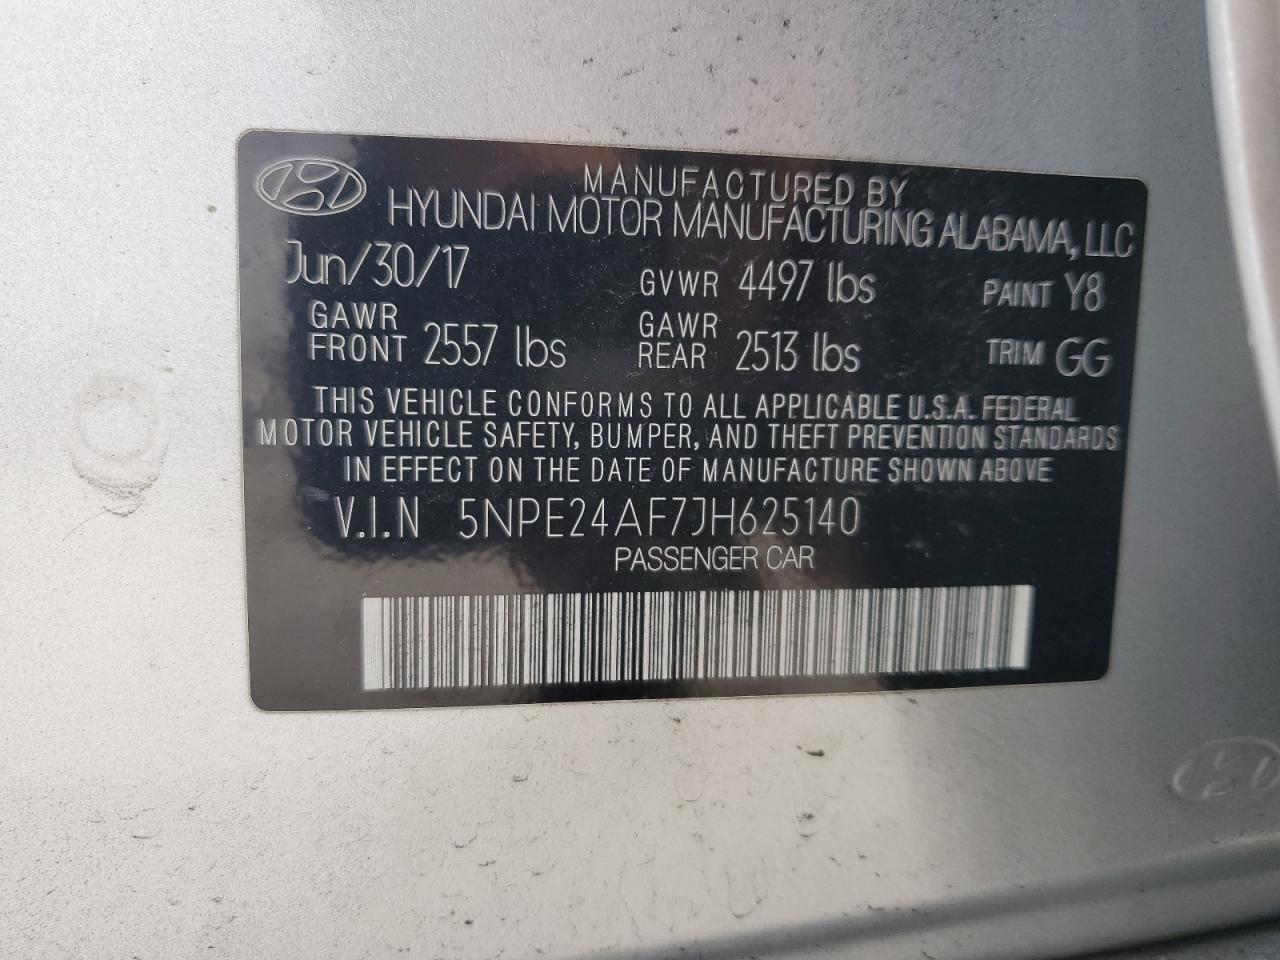 MANUFACTURED BY
HYUNDAI MOTOR MANUFACTURING ALABAMA, LLC
Jun/30/17 GVWR 4497 lbs PAINT Y8
GAWR FRONT 2557 lbs GAWR REAR 2513 lbs TRIM GG
THIS VEHICLE CONFORMS TO ALL APPLICABLE U.S.A. FEDERAL
MOTOR VEHICLE SAFETY, BUMPER, AND THEFT PREVENTION STANDARDS
IN EFFECT ON THE DATE OF MANUFACTURE SHOWN ABOVE
V.I.N 5NPE24AF7JH625140
PASSENGER CAR